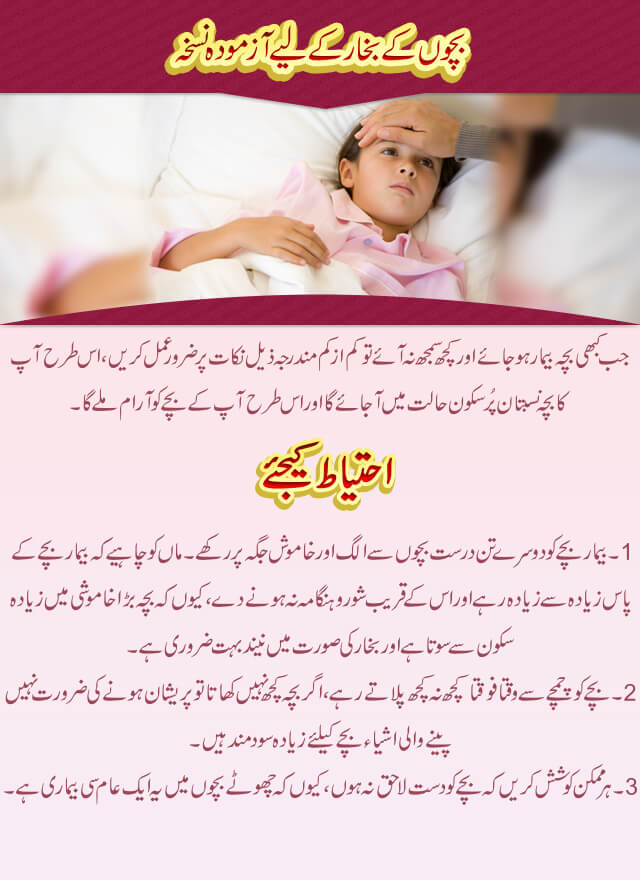 بچوں کے بخار کے لیے آزمودہ نسخہ
جب کبھی بچہ بیمار ہو جائے اور کچھ سمجھ نہ آئے تو کم از کم مندرجہ ذیل نکات پر ضرور عمل کریں، اس طرح آپ
کا بچہ نسبتاً پُر سکون حالت میں آ جائے گا اور اس طرح آپ کے بچے کو آرام ملے گا۔
احتیاط کیجئے
1۔ بیمار بچے کو دوسرے تن درست بچوں سے الگ اور خاموش جگہ پر رکھے۔ ماں کو چاہیے کہ بیمار بچے کے
پاس زیادہ سے زیادہ رہے اور اس کے قریب شور و ہنگامہ نہ ہونے دے، کیوں کہ بچہ بڑا خاموشی میں زیادہ
سکون سے سوتا ہے اور بخار کی صورت میں نیند بہت ضروری ہے۔
2۔ بچے کو چمچے سے وقتا فوقتا کچھ نہ کچھ پلاتے رہے، اگر بچہ کچھ نہیں کھاتا تو پریشان ہونے کی ضرورت نہیں
پینے والی اشیاء بچے کیلئے زیادہ سود مند ہیں۔
3۔ ہر ممکن کوشش کریں کہ بچے کو دست لاحق نہ ہوں، کیوں کہ چھوٹے بچوں میں یہ ایک عام سی بیماری ہے۔